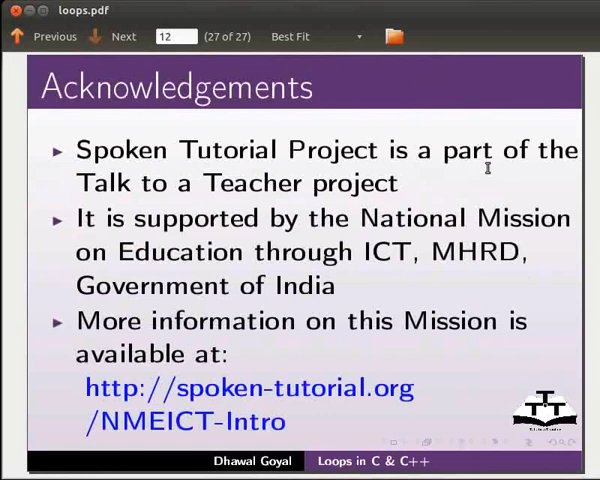 loops.pdf
Previous Next 12 (27 of 27) Best Fit
Acknowledgements
Spoken Tutorial Project is a part of the
Talk to a Teacher project
It is supported by the National Mission
on Education through ICT, MHRD,
Government of India
More information on this Mission is
available at:
http://spoken-tutorial.org
/NMEICT-Intro
Dhawal Goyal Loops in C & C++